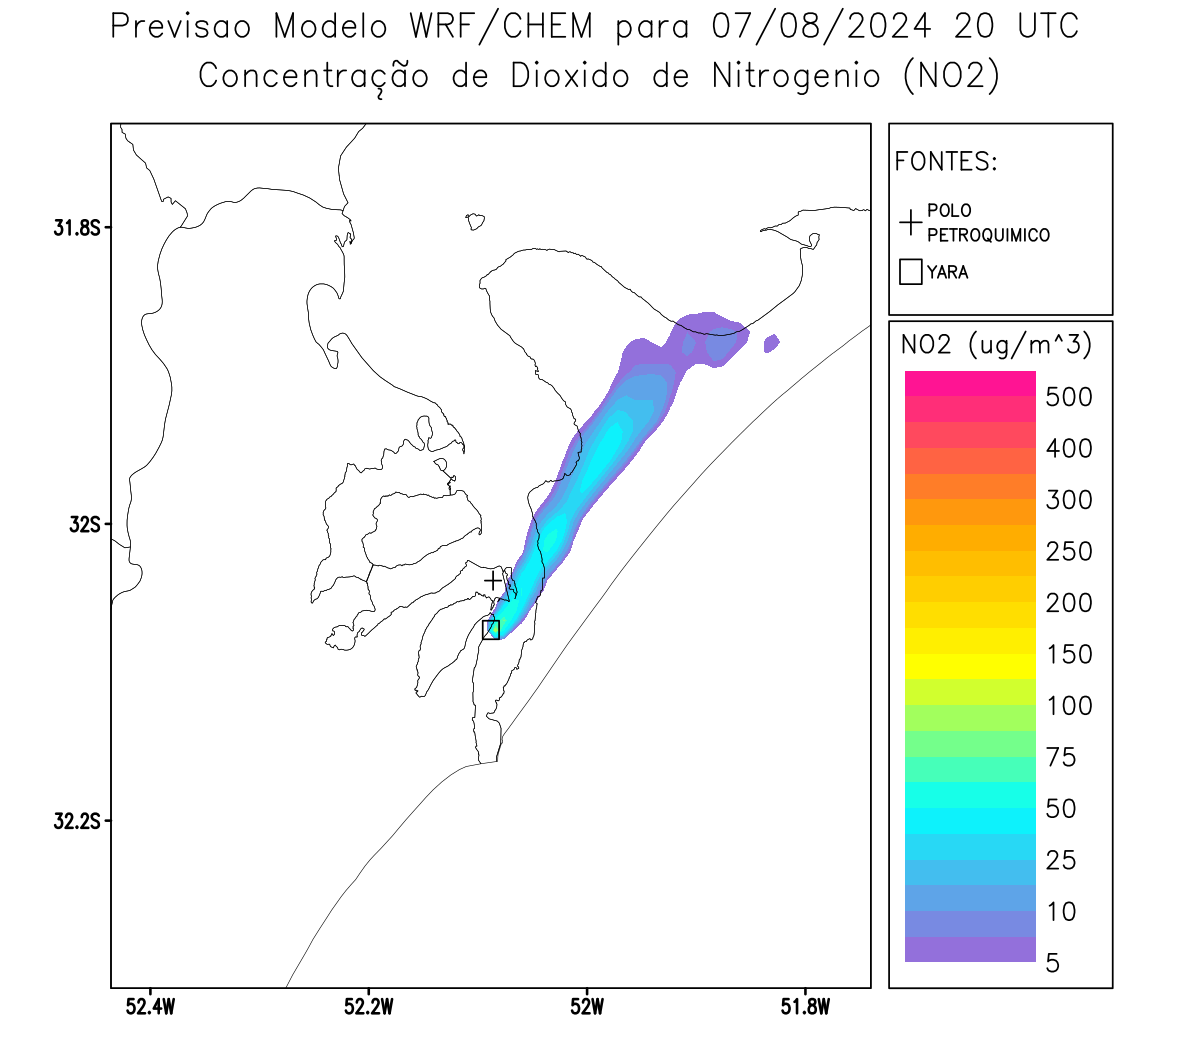 Previsao Modelo WRF/CHEM para 07/08/2024 20 UTC
Concentração de Dioxido de Nitrogenio (NO2)
FONTES:
POLO
PETROQUIMICO
YARA
31.8S
32S
32.2S
52.4W
52.2W
52W
51.8W
NO2 (ug/m^3)
500
400
300
250
200
150
100
75
50
25
10
5